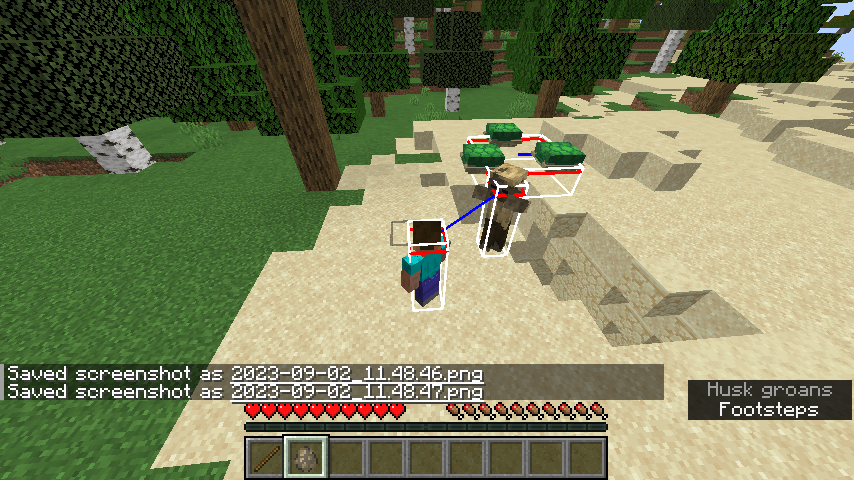 Saved screenshot as 2023-09-02_11.48.46.png
Saved screenshot as 2023-09-02_11.48.47.png
Husk groans
Footsteps